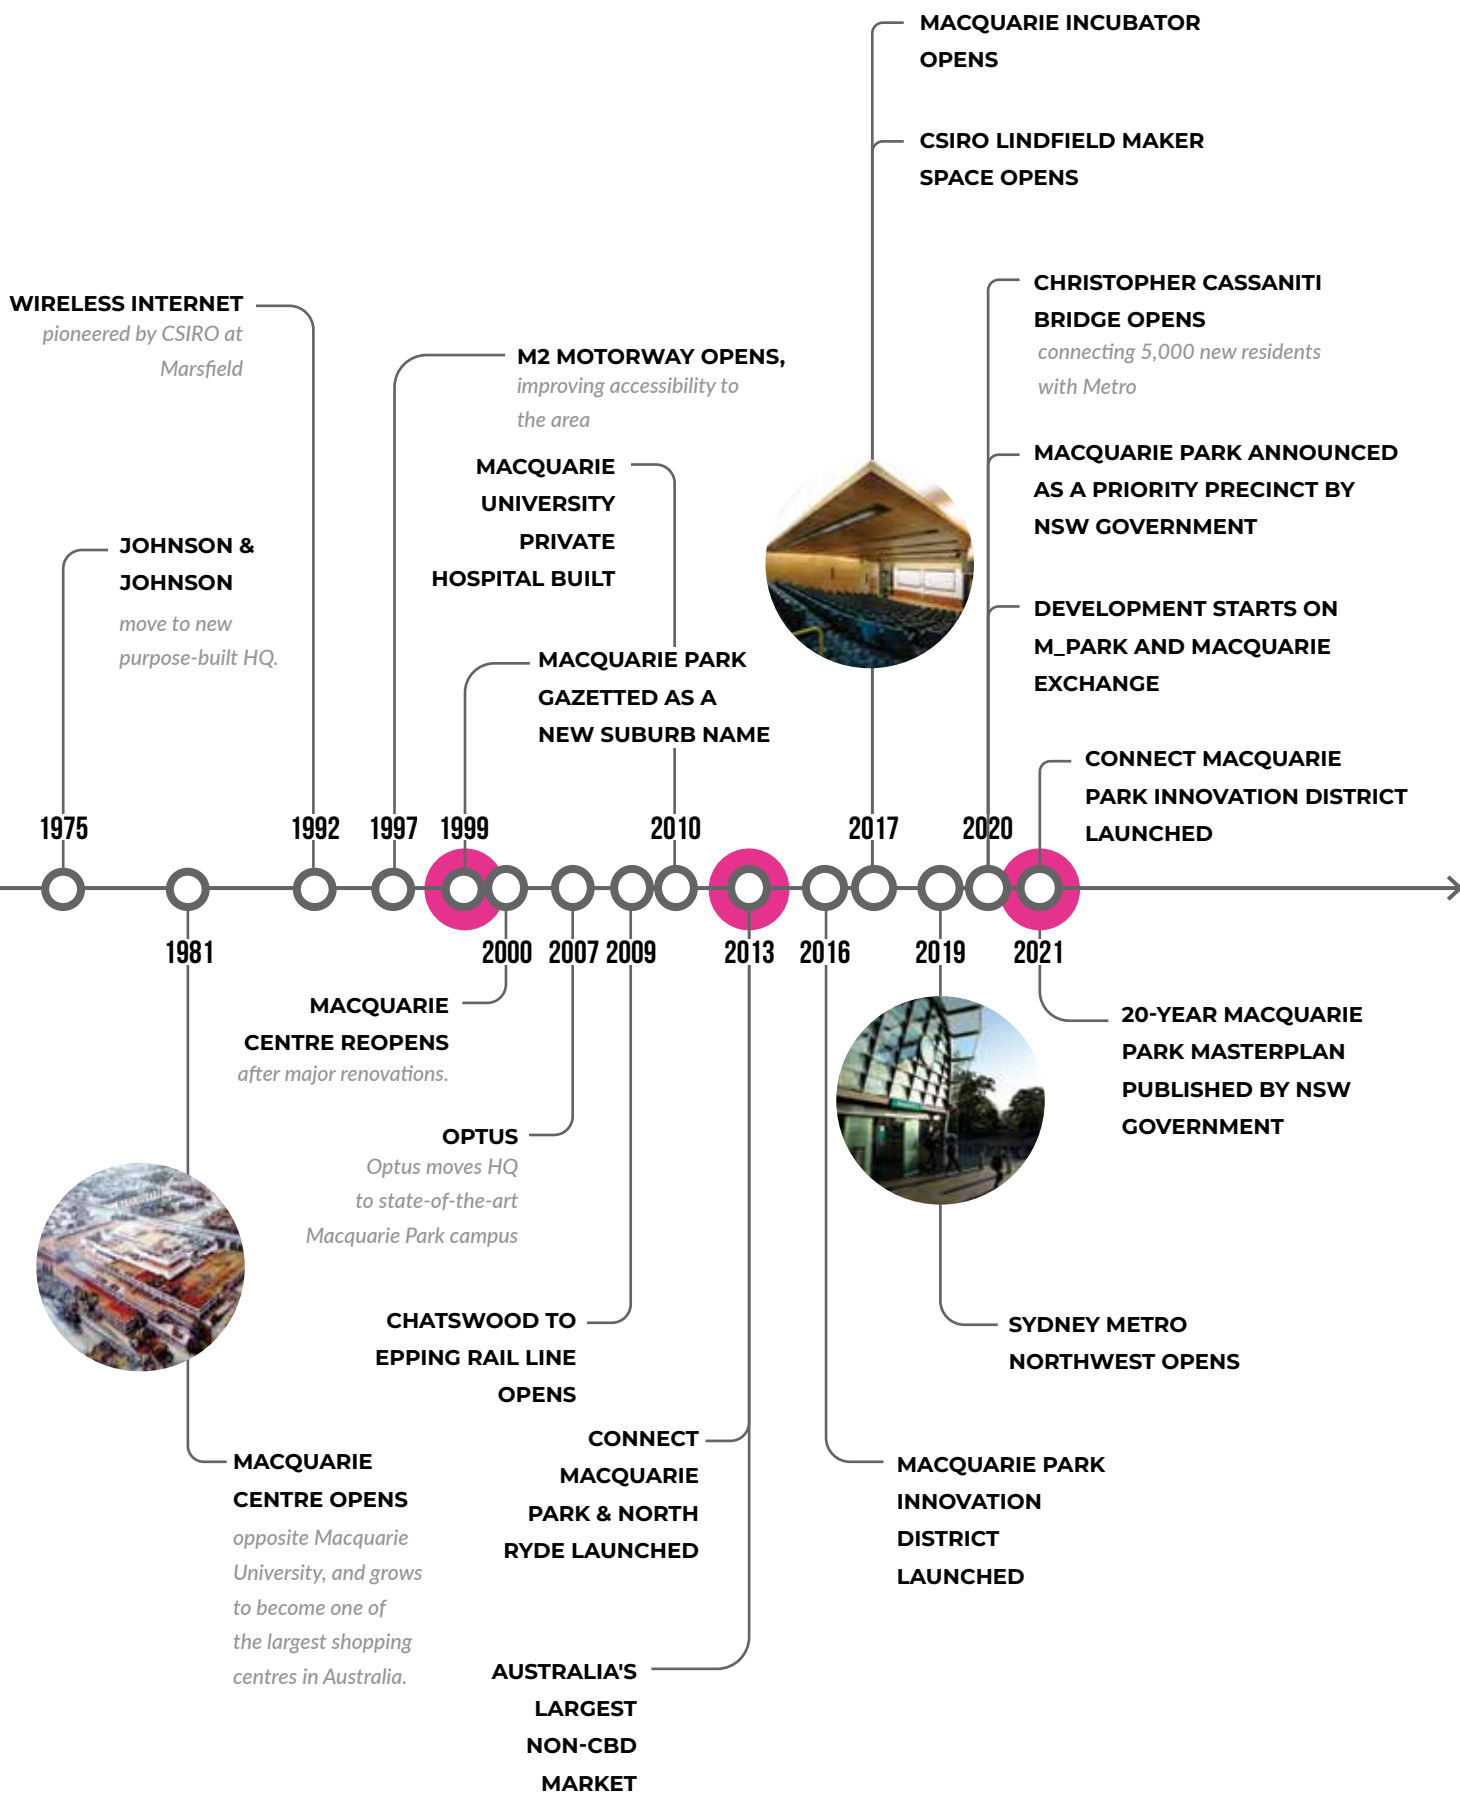 MACQUARIE INCUBATOR
OPENS
CSIRO LINDFIELD MAKER
SPACE OPENS
WIRELESS INTERNET
pioneered by CSIRO at
Marsfield
CHRISTOPHER CASSANITI
BRIDGE OPENS
connecting 5,000 new residents
with Metro
M2 MOTORWAY OPENS,
improving accessibility to
the area
MACQUARIE
UNIVERSITY
PRIVATE
HOSPITAL BUILT
MACQUARIE PARK ANNOUNCED
AS A PRIORITY PRECINCT BY
NSW GOVERNMENT
JOHNSON &
JOHNSON
move to new
purpose-built HQ.
DEVELOPMENT STARTS ON
M_PARK AND MACQUARIE
EXCHANGE
MACQUARIE PARK
GAZETTED AS A
NEW SUBURB NAME
CONNECT MACQUARIE
PARK INNOVATION DISTRICT
LAUNCHED
1975 1992 1997 1999 2010 2017 2020
1981 2000 2007 2009 2013 2016 2019 2021
MACQUARIE
CENTRE REOPENS
after major renovations.
20-YEAR MACQUARIE
PARK MASTERPLAN
PUBLISHED BY NSW
GOVERNMENT
OPTUS
Optus moves HQ
to state-of-the-art
Macquarie Park campus
CHATSWOOD TO
EPPING RAIL LINE
OPENS
SYDNEY METRO
NORTHWEST OPENS
MACQUARIE
CENTRE OPENS
opposite Macquarie
University, and grows
to become one of
the largest shopping
centres in Australia.
CONNECT
MACQUARIE
PARK & NORTH
RYDE LAUNCHED
MACQUARIE PARK
INNOVATION
DISTRICT
LAUNCHED
AUSTRALIA'S
LARGEST
NON-CBD
MARKET